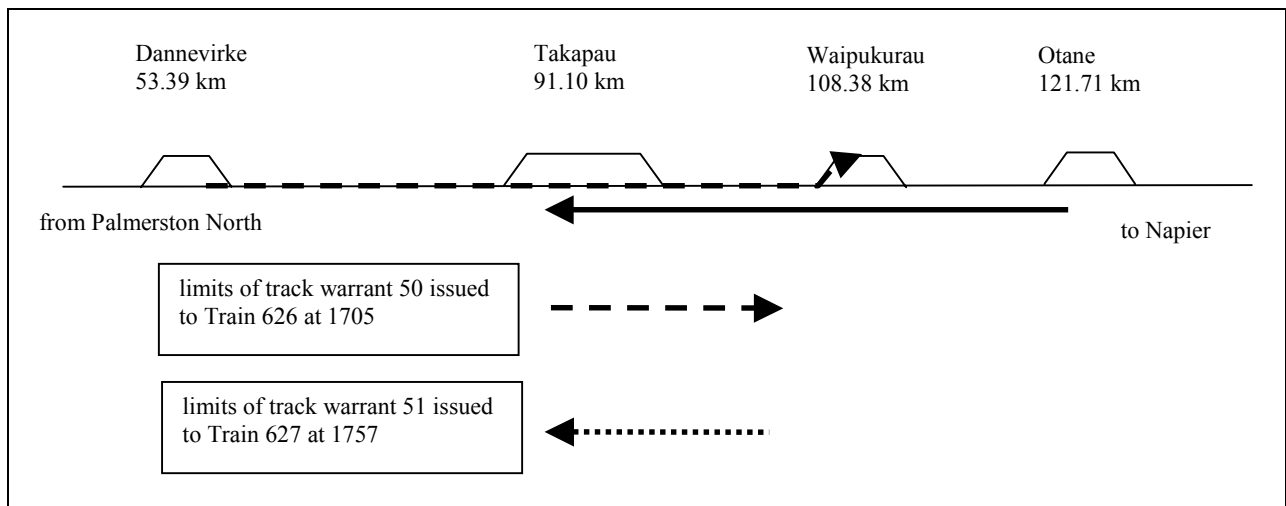 Dannevirke
53.39 km
Takapau
91.10 km
Waipukurau
108.38 km
Otane
121.71 km
from Palmerston North
to Napier
limits of track warrant 50 issued
to Train 626 at 1705
limits of track warrant 51 issued
to Train 627 at 1757